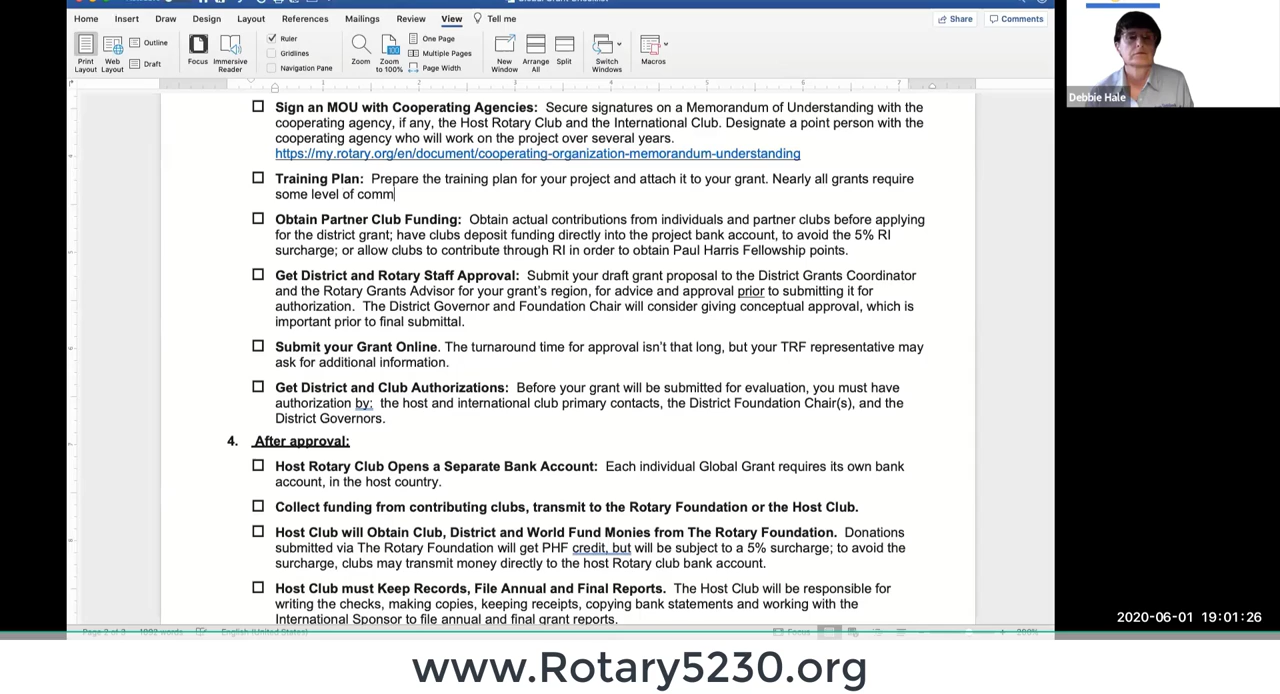 Home Insert Draw Design Layout References Mailings Review View Tell me Share Comments
Print Layout Web Layout Outline Draft Focus Immersive Reader Ruler Gridlines Navigation Pane Zoom Zoom to 100% One Page Multiple Pages Page Width New Window Arrange All Split Switch Windows Macros
Debbie Hale
Sign an MOU with Cooperating Agencies: Secure signatures on a Memorandum of Understanding with the
cooperating agency, if any, the Host Rotary Club and the International Club. Designate a point person with the
cooperating agency who will work on the project over several years.
https://my.rotary.org/en/document/cooperating-organization-memorandum-understanding
Training Plan: Prepare the training plan for your project and attach it to your grant. Nearly all grants require
some level of comm
Obtain Partner Club Funding: Obtain actual contributions from individuals and partner clubs before applying
for the district grant; have clubs deposit funding directly into the project bank account, to avoid the 5% RI
surcharge; or allow clubs to contribute through RI in order to obtain Paul Harris Fellowship points.
Get District and Rotary Staff Approval: Submit your draft grant proposal to the District Grants Coordinator
and the Rotary Grants Advisor for your grant's region, for advice and approval prior to submitting it for
authorization. The District Governor and Foundation Chair will consider giving conceptual approval, which is
important prior to final submittal.
Submit your Grant Online. The turnaround time for approval isn't that long, but your TRF representative may
ask for additional information.
Get District and Club Authorizations: Before your grant will be submitted for evaluation, you must have
authorization by: the host and international club primary contacts, the District Foundation Chair(s), and the
District Governors.
4. After approval:
Host Rotary Club Opens a Separate Bank Account: Each individual Global Grant requires its own bank
account, in the host country.
Collect funding from contributing clubs, transmit to the Rotary Foundation or the Host Club.
Host Club will Obtain Club, District and World Fund Monies from The Rotary Foundation. Donations
submitted via The Rotary Foundation will get PHF credit, but will be subject to a 5% surcharge; to avoid the
surcharge, clubs may transmit money directly to the host Rotary club bank account.
Host Club must Keep Records, File Annual and Final Reports. The Host Club will be responsible for
writing the checks, making copies, keeping receipts, copying bank statements and working with the
International Sponsor to file annual and final grant reports.
2020-06-01 19:01:26
www.Rotary5230.org